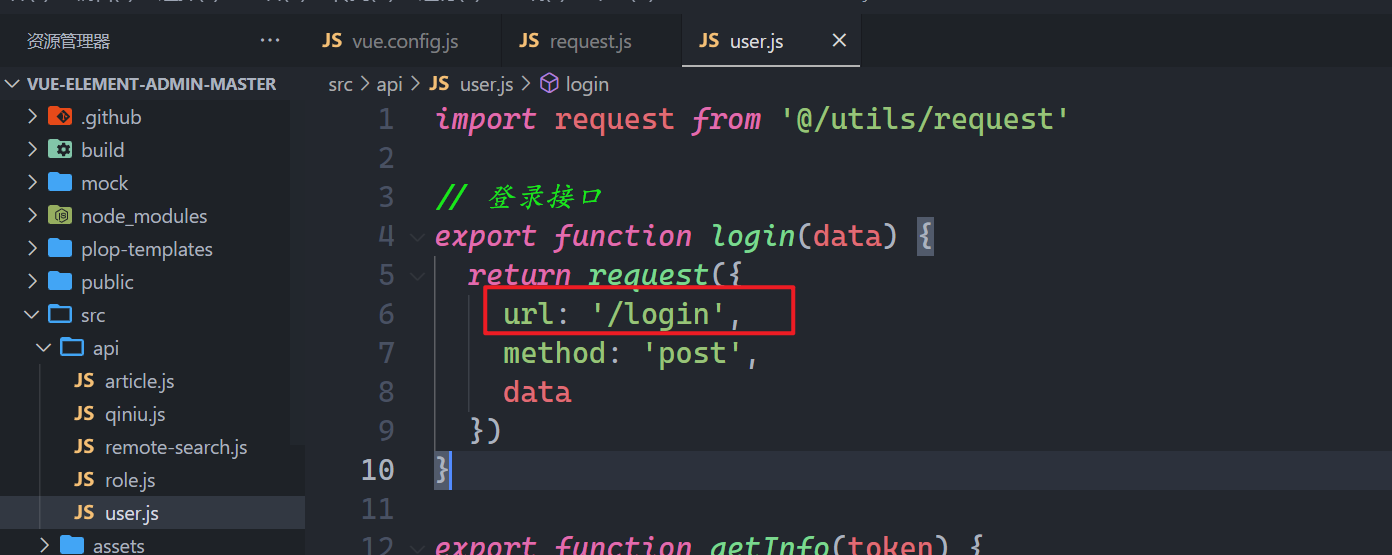 资源管理器 ...
JS vue.config.js
JS request.js
JS user.js ×
VUE-ELEMENT-ADMIN-MASTER
.github
build
mock
node_modules
plop-templates
public
src
api
JS article.js
JS qiniu.js
JS remote-search.js
JS role.js
JS user.js
assets
src > api > JS user.js > login
1 import request from '@/utils/request'
2
3 // 登录接口
4 export function login(data) {
5 return request({
6 url: '/login',
7 method: 'post',
8 data
9 })
10 }
11
12 export function getInfo(token) {